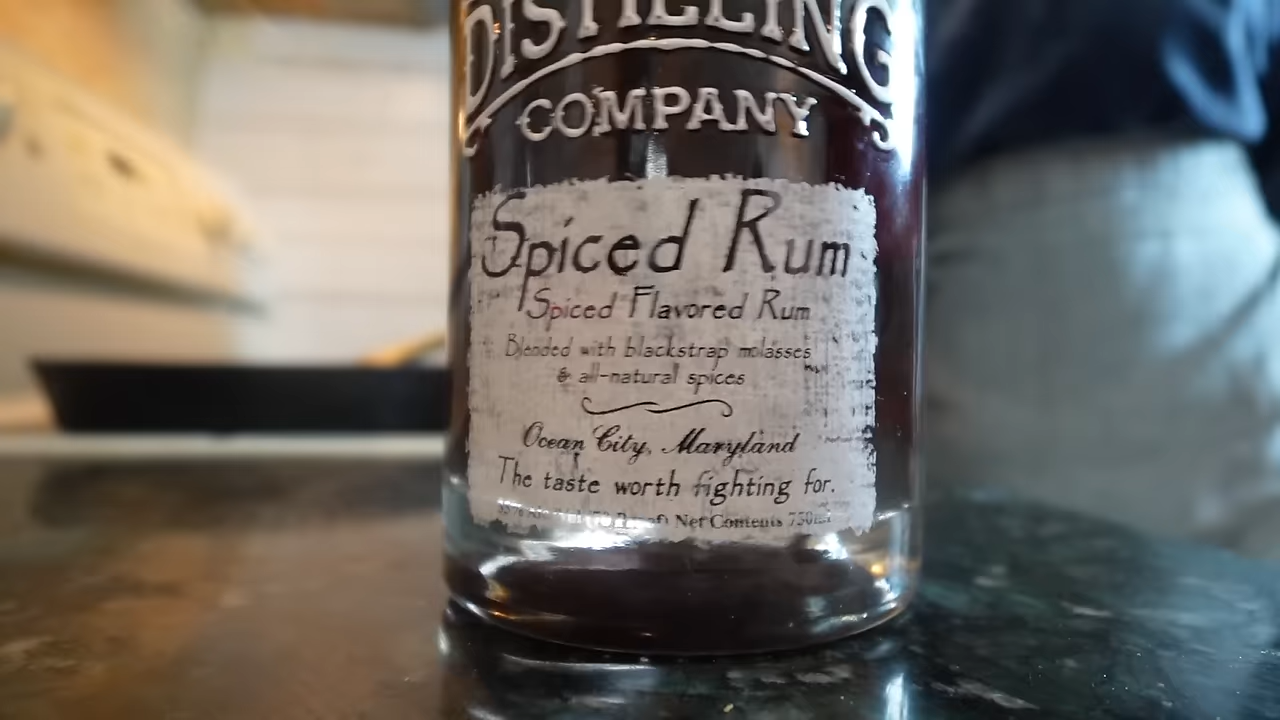 DISTILLING
COMPANY
Spiced Rum
Spiced Flavored Rum
Blended with blackstrap molasses
& all-natural spices
Ocean City, Maryland
The taste worth fighting for.
Net Contents 750ml